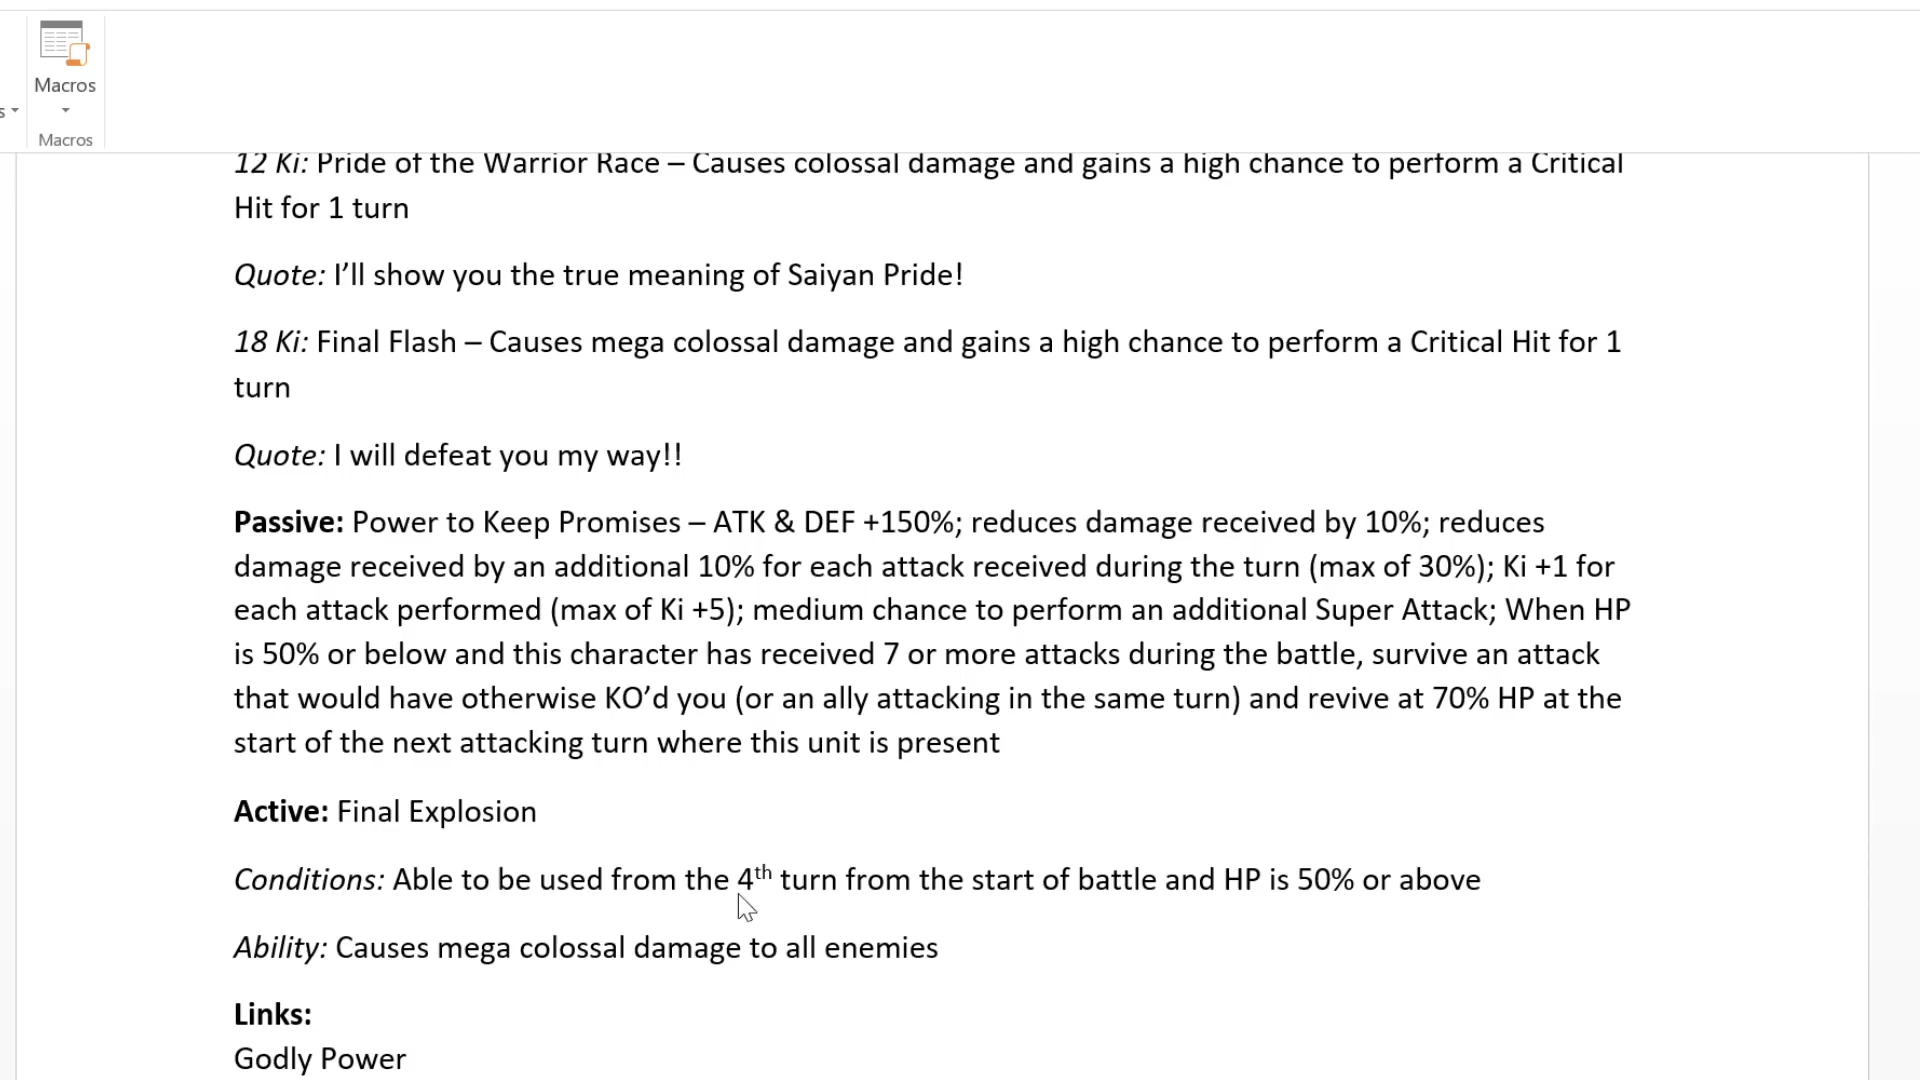 Macros
s
Macros
12 Ki: Pride of the Warrior Race – Causes colossal damage and gains a high chance to perform a Critical
Hit for 1 turn
Quote: I’ll show you the true meaning of Saiyan Pride!
18 Ki: Final Flash – Causes mega colossal damage and gains a high chance to perform a Critical Hit for 1
turn
Quote: I will defeat you my way!!
Passive: Power to Keep Promises – ATK & DEF +150%; reduces damage received by 10%; reduces
damage received by an additional 10% for each attack received during the turn (max of 30%); Ki +1 for
each attack performed (max of Ki +5); medium chance to perform an additional Super Attack; When HP
is 50% or below and this character has received 7 or more attacks during the battle, survive an attack
that would have otherwise KO’d you (or an ally attacking in the same turn) and revive at 70% HP at the
start of the next attacking turn where this unit is present
Active: Final Explosion
Conditions: Able to be used from the 4th turn from the start of battle and HP is 50% or above
Ability: Causes mega colossal damage to all enemies
Links:
Godly Power